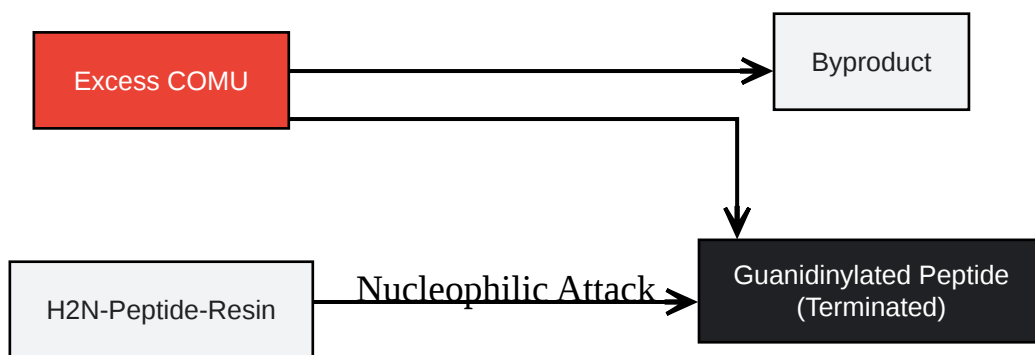 Excess COMU
Byproduct
H2N-Peptide-Resin
Nucleophilic Attack
Guanidinylated Peptide
(Terminated)